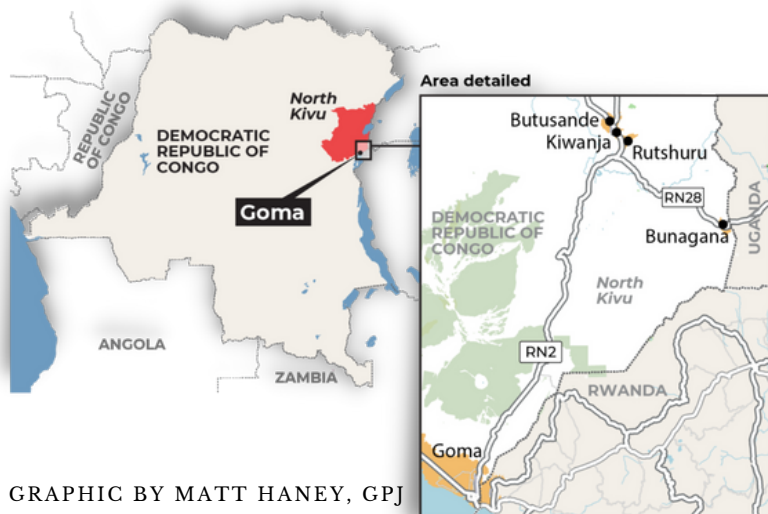 REPUBLIC
OF CONGO
North
Kivu
DEMOCRATIC
REPUBLIC OF
CONGO
Goma
ANGOLA
ZAMBIA
Area detailed
Butusande
Kiwanja
Rutshuru
RN28
Bunagana
UGANDA
DEMOCRATIC
REPUBLIC OF
CONGO
North
Kivu
RN2
RWANDA
Goma
GRAPHIC BY MATT HANEY, GPJ